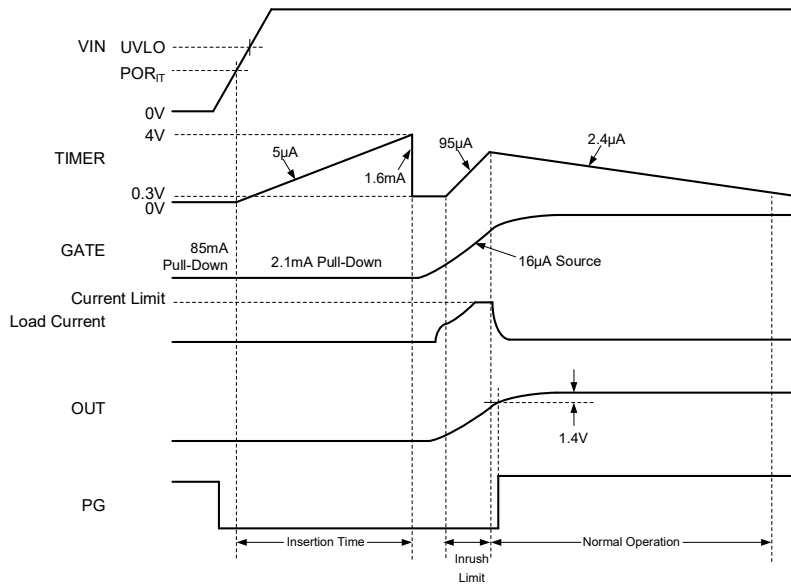 VIN
UVLO
POR_IT
0V
4V
TIMER
5µA
1.6mA
95µA
2.4µA
0.3V
0V
GATE
85mA
Pull-Down
2.1mA Pull-Down
16µA Source
Current Limit
Load Current
OUT
1.4V
PG
Insertion Time
Inrush
Limit
Normal Operation